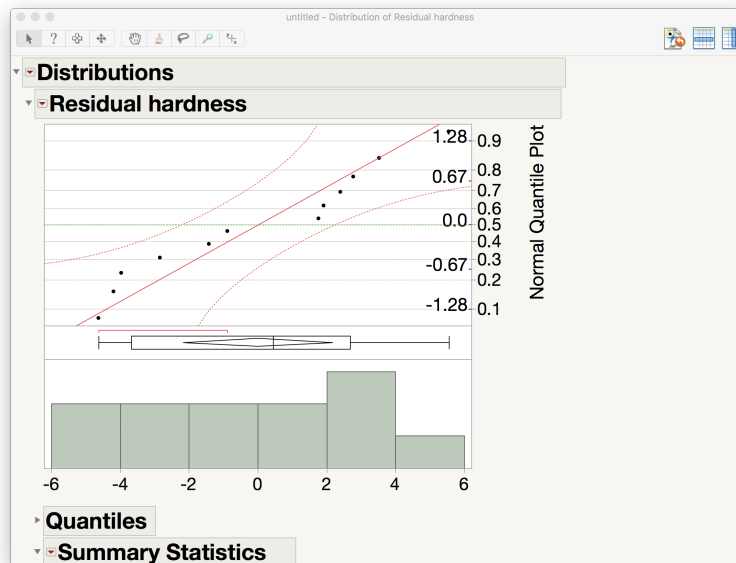 untitled - Distribution of Residual hardness
?
Distributions
Residual hardness
1.28 0.9
0.8
0.67 0.7
0.6
0.0 0.5
0.4
-0.67 0.3
0.2
-1.28 0.1
Normal Quantile Plot
-6 -4 -2 0 2 4 6
Quantiles
Summary Statistics